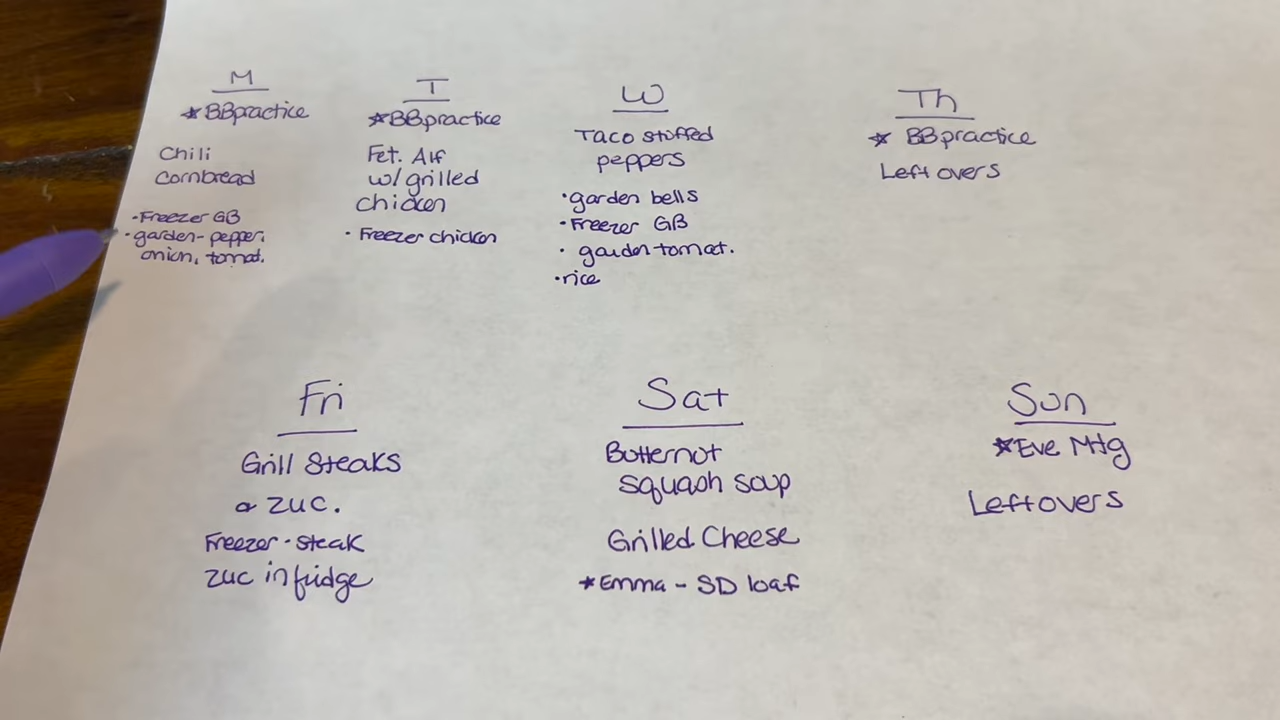 M
*BBpractice
Chili
Cornbread
•Freezer GB
•garden-pepper,
onion, tomat.
T
*BBpractice
Fet. Alf
w/grilled
chicken
• Freezer chicken
W
Taco stuffed
peppers
•garden bells
•Freezer GB
• garden tomat.
•rice
Th
* BBpractice
Leftovers
Fri
Grill Steaks
& zuc.
Freezer - steak
zuc in fridge
Sat
Butternut
squash soup
Grilled Cheese
*Emma - SD loaf
Sun
*Eve Mtg
Leftovers